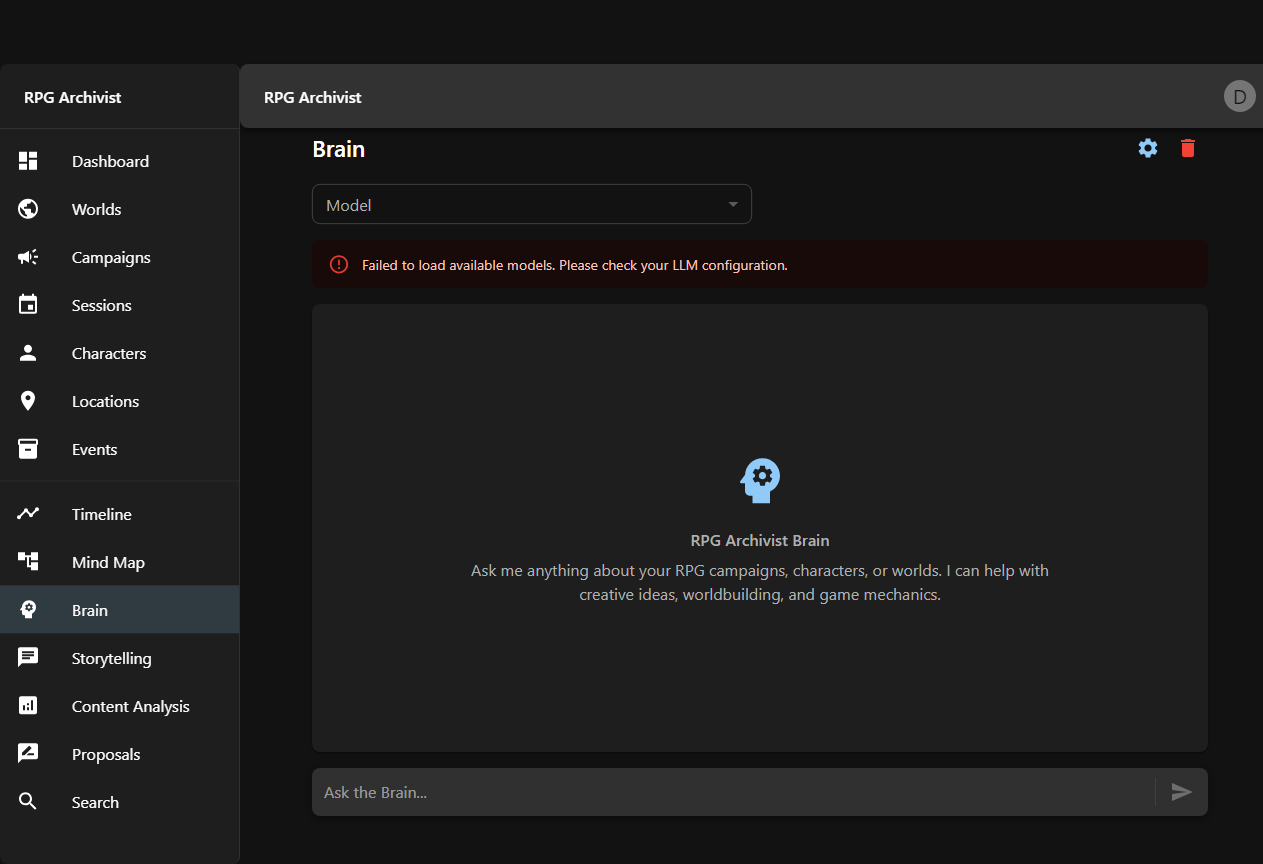 RPG Archivist
RPG Archivist
D
Dashboard
Worlds
Campaigns
Sessions
Characters
Locations
Events
Timeline
Mind Map
Brain
Storytelling
Content Analysis
Proposals
Search
Brain
Model
Failed to load available models. Please check your LLM configuration.
RPG Archivist Brain
Ask me anything about your RPG campaigns, characters, or worlds. I can help with
creative ideas, worldbuilding, and game mechanics.
Ask the Brain...